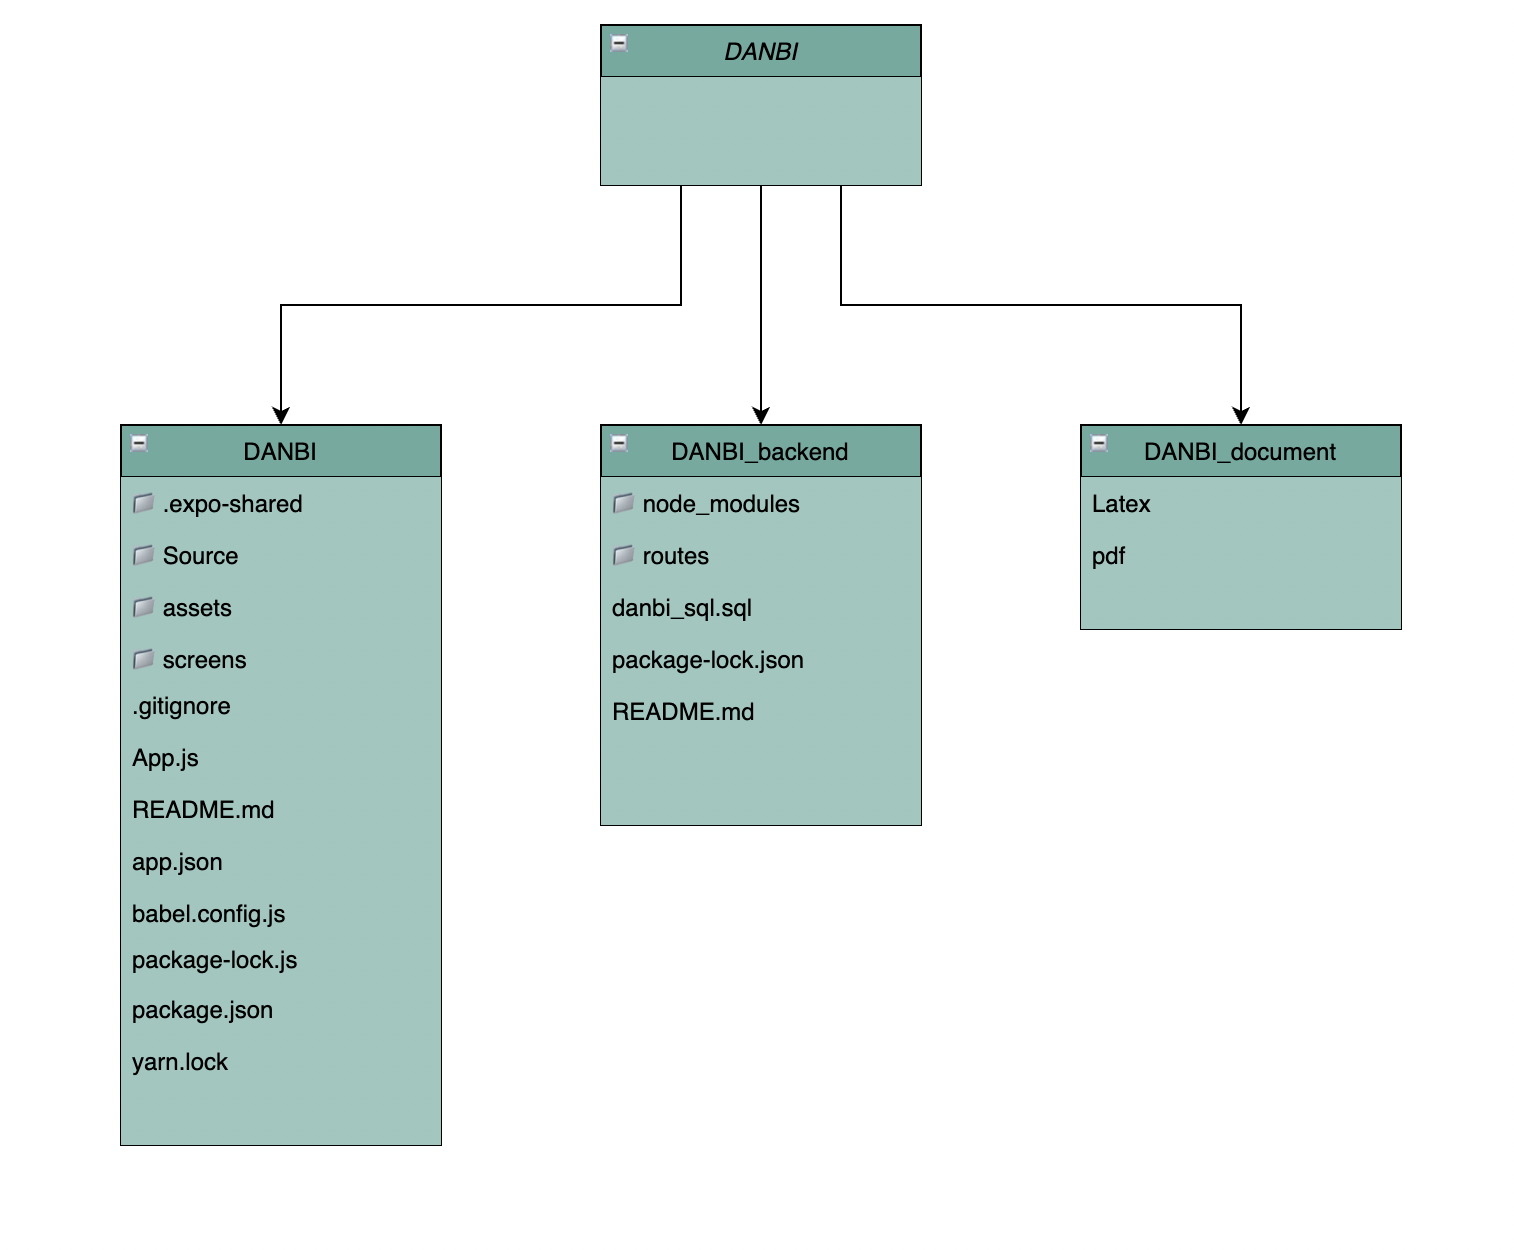 DANBI
DANBI
.expo-shared
Source
assets
screens
.gitignore
App.js
README.md
app.json
babel.config.js
package-lock.js
package.json
yarn.lock
DANBI_backend
node_modules
routes
danbi_sql.sql
package-lock.json
README.md
DANBI_document
Latex
pdf